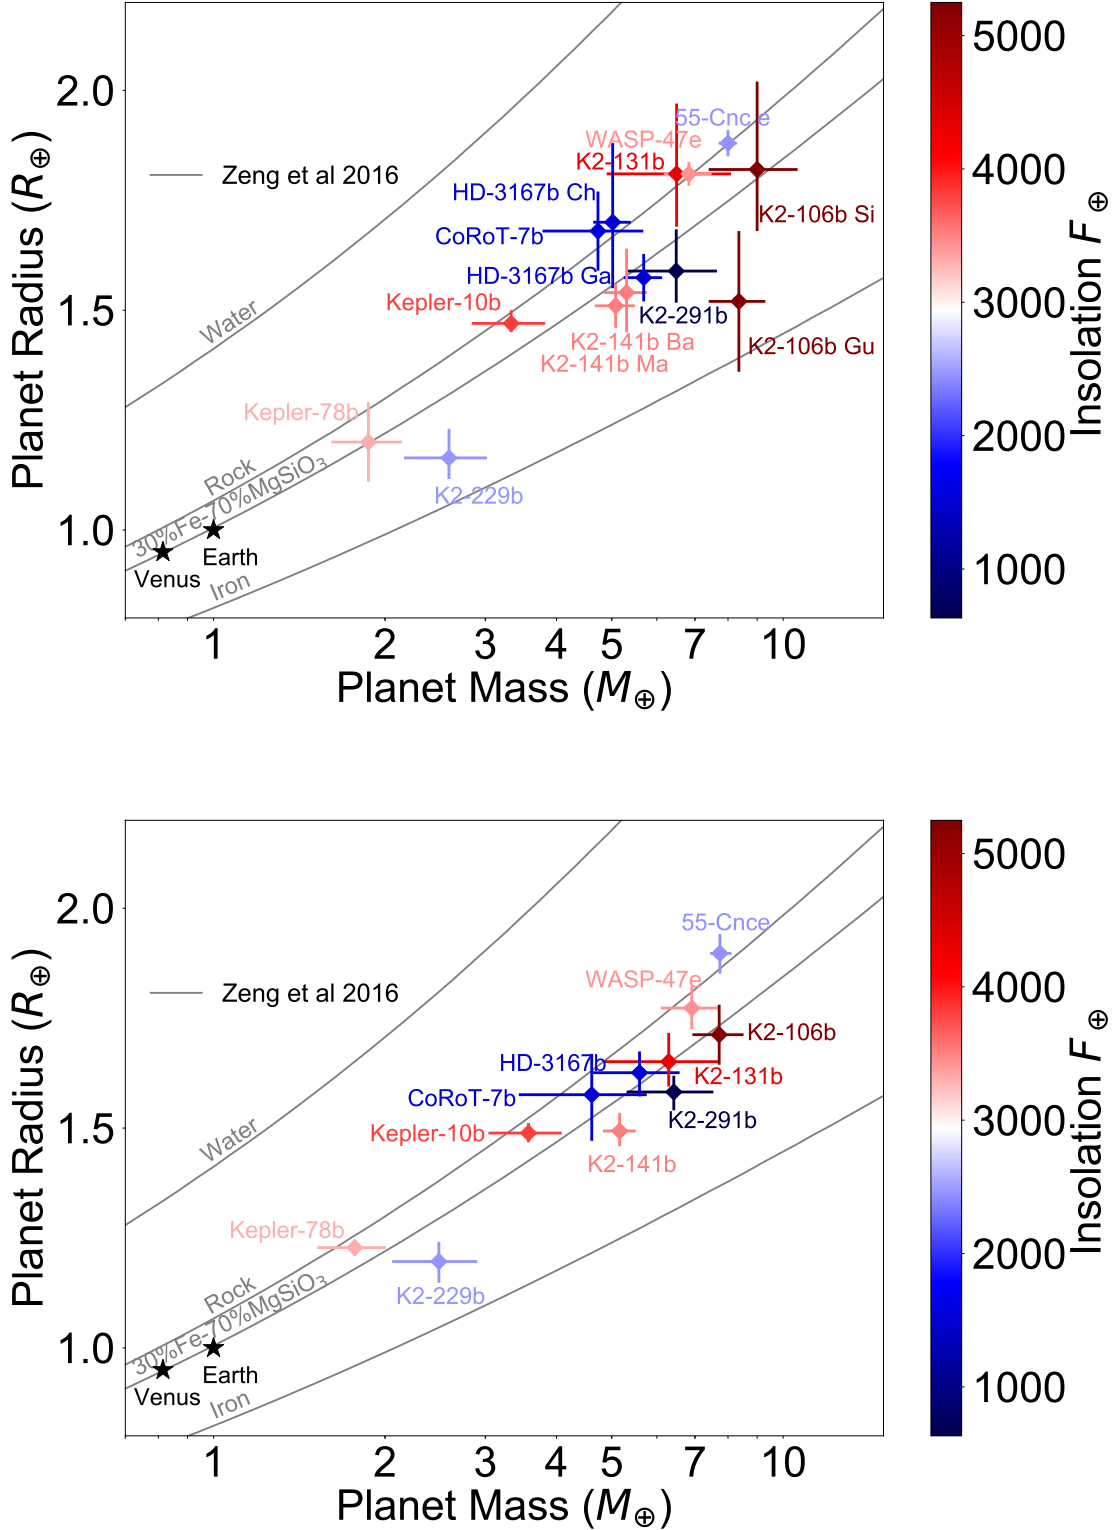 2.0
1.5
1.0
Planet Radius (R⊕)
Zeng et al 2016
Water
Rock
30%Fe-70%MgSiO₃
Iron
55-Cnc e
WASP-47e
K2-131b
HD-3167b Ch
K2-106b Si
CoRoT-7b
HD-3167b Ga
Kepler-10b
K2-291b
K2-141b Ba
K2-106b Gu
K2-141b Ma
Kepler-78b
K2-229b
Earth
Venus
1 2 3 4 5 7 10
Planet Mass (M⊕)
5000
4000
3000
2000
1000
Insolation F⊕
2.0
1.5
1.0
Planet Radius (R⊕)
Zeng et al 2016
Water
Rock
30%Fe-70%MgSiO₃
Iron
55-Cnce
WASP-47e
K2-106b
HD-3167b
K2-131b
CoRoT-7b
K2-291b
Kepler-10b
K2-141b
Kepler-78b
K2-229b
Earth
Venus
1 2 3 4 5 7 10
Planet Mass (M⊕)
5000
4000
3000
2000
1000
Insolation F⊕